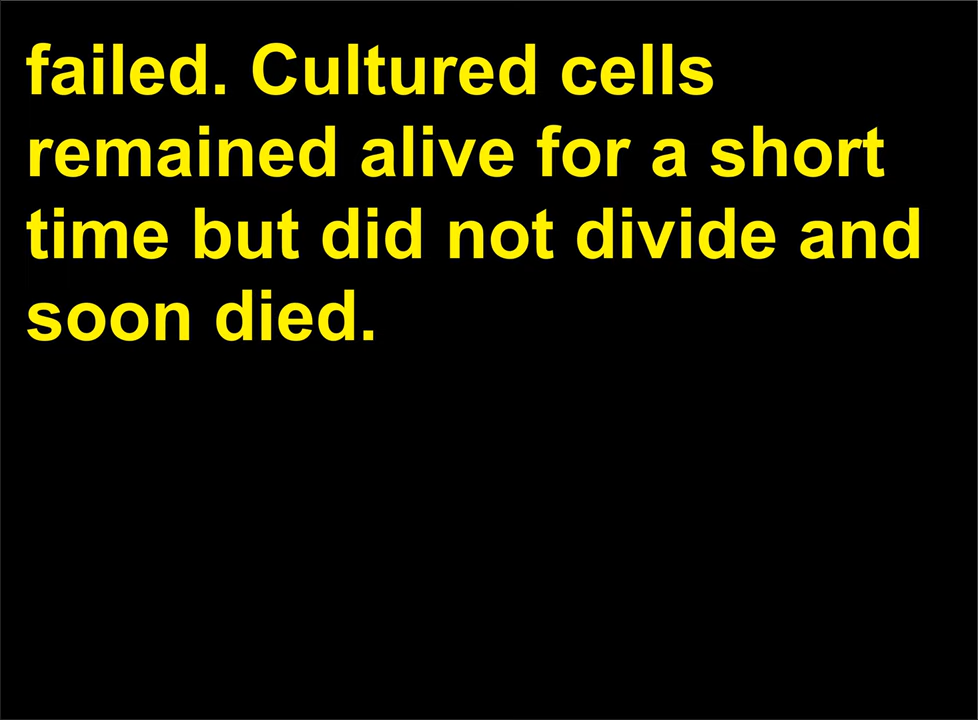 failed. Cultured cells
remained alive for a short
time but did not divide and
soon died.